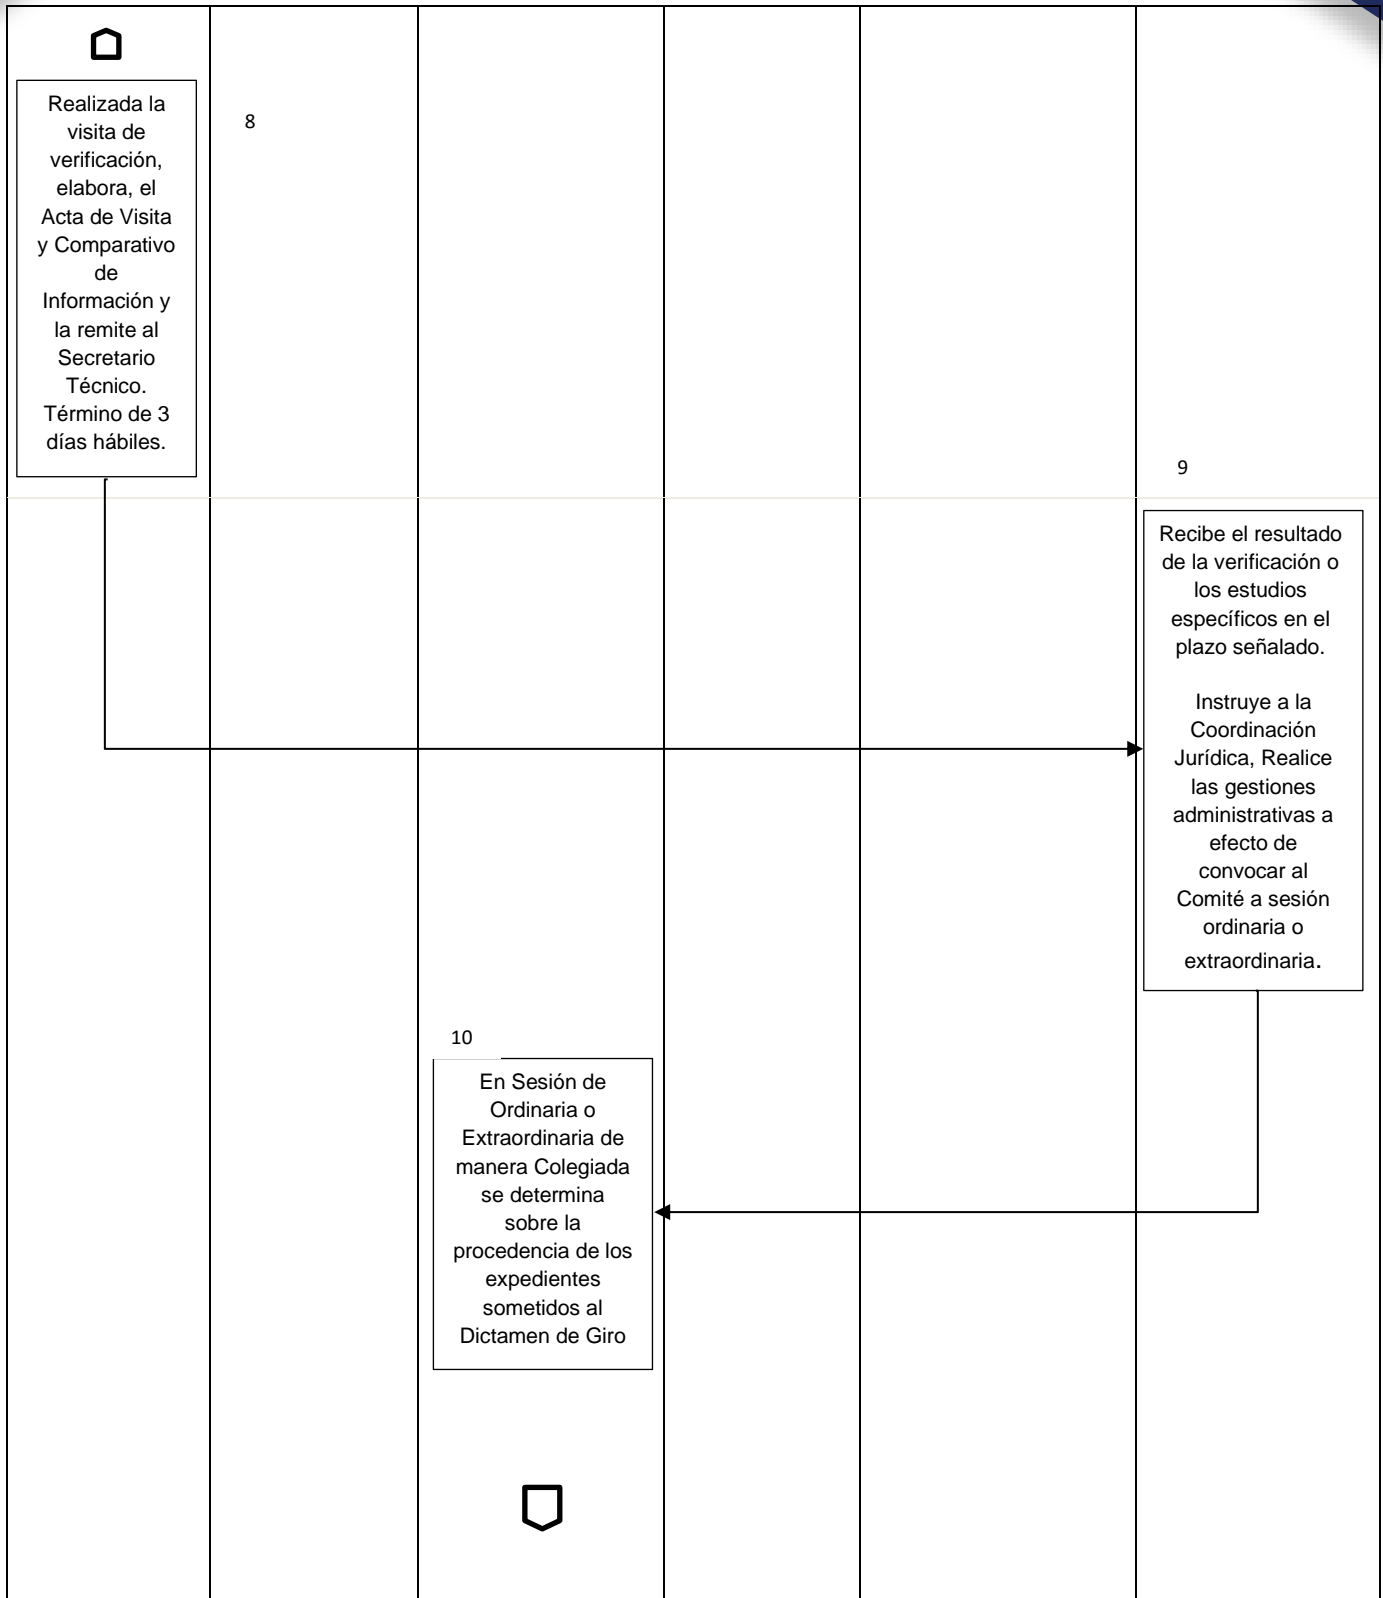 Realizada la
visita de
verificación,
elabora, el
Acta de Visita
y Comparativo
de
Información y
la remite al
Secretario
Técnico.
Término de 3
días hábiles.
8
9
Recibe el resultado
de la verificación o
los estudios
específicos en el
plazo señalado.
Instruye a la
Coordinación
Jurídica, Realice
las gestiones
administrativas a
efecto de
convocar al
Comité a sesión
ordinaria o
extraordinaria.
10
En Sesión de
Ordinaria o
Extraordinaria de
manera Colegiada
se determina
sobre la
procedencia de los
expedientes
sometidos al
Dictamen de Giro